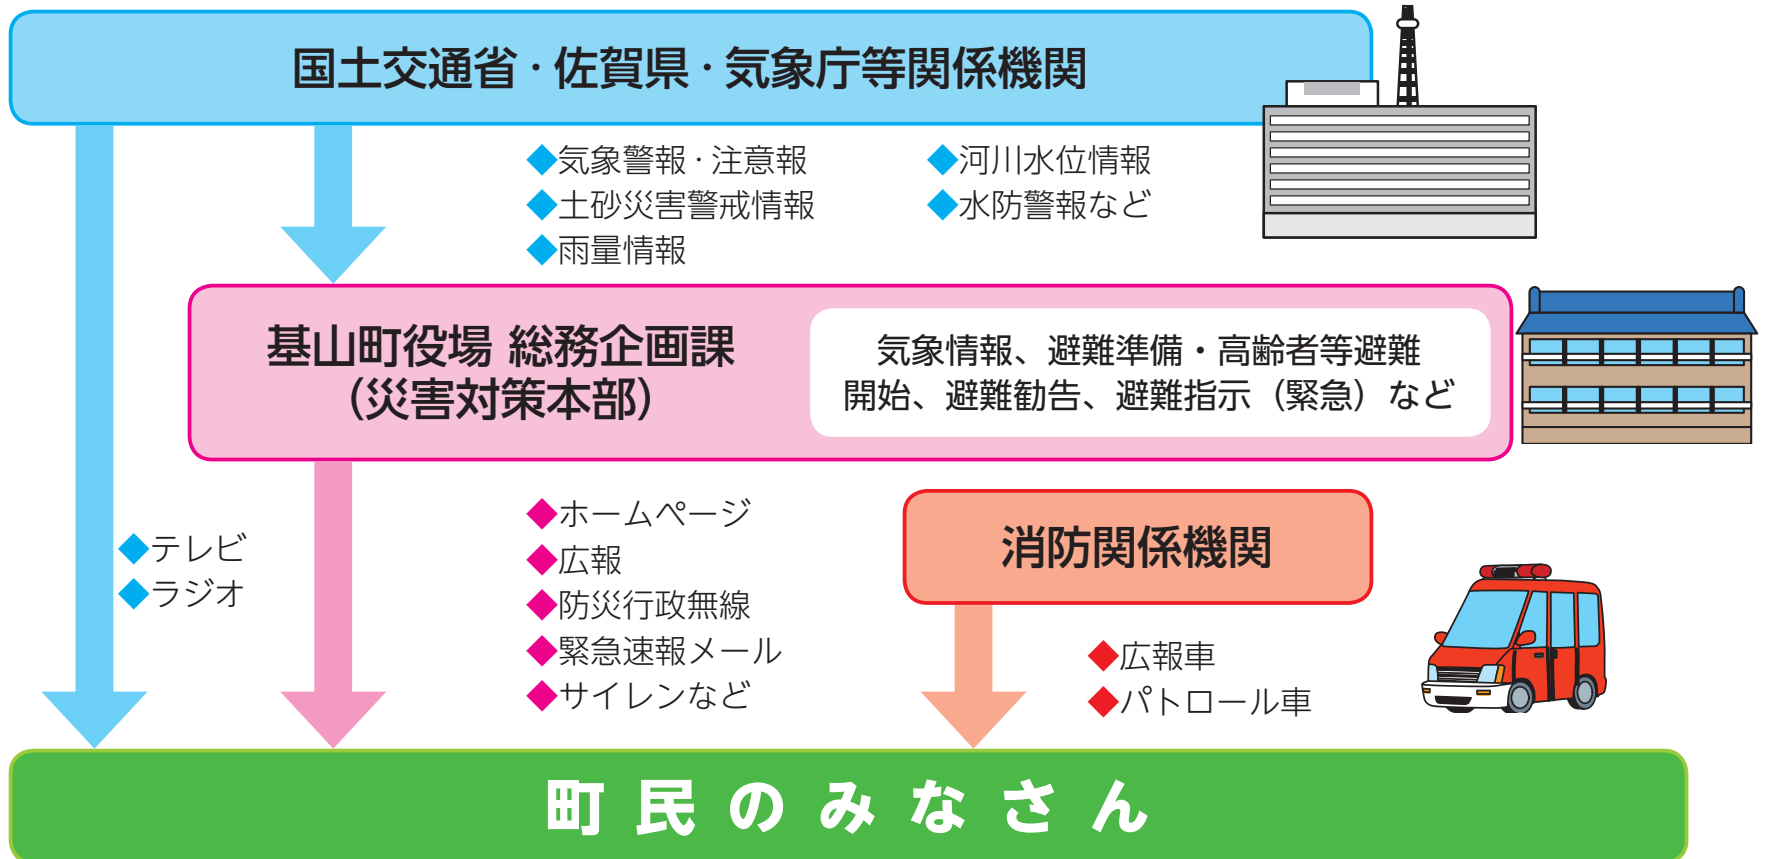 国土交通省・佐賀県・気象庁等関係機関
◆気象警報・注意報
◆土砂災害警戒情報
◆雨量情報
◆河川水位情報
◆水防警報など
基山町役場 総務企画課
（災害対策本部）
気象情報、避難準備・高齢者等避難
開始、避難勧告、避難指示（緊急）など
◆テレビ
◆ラジオ
◆ホームページ
◆広報
◆防災行政無線
◆緊急速報メール
◆サイレンなど
消防関係機関
◆広報車
◆パトロール車
町民のみなさん